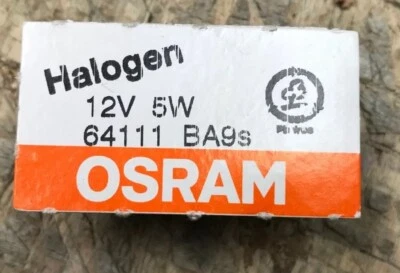 Halogen
12V 5W
64111 BA9s
OSRAM